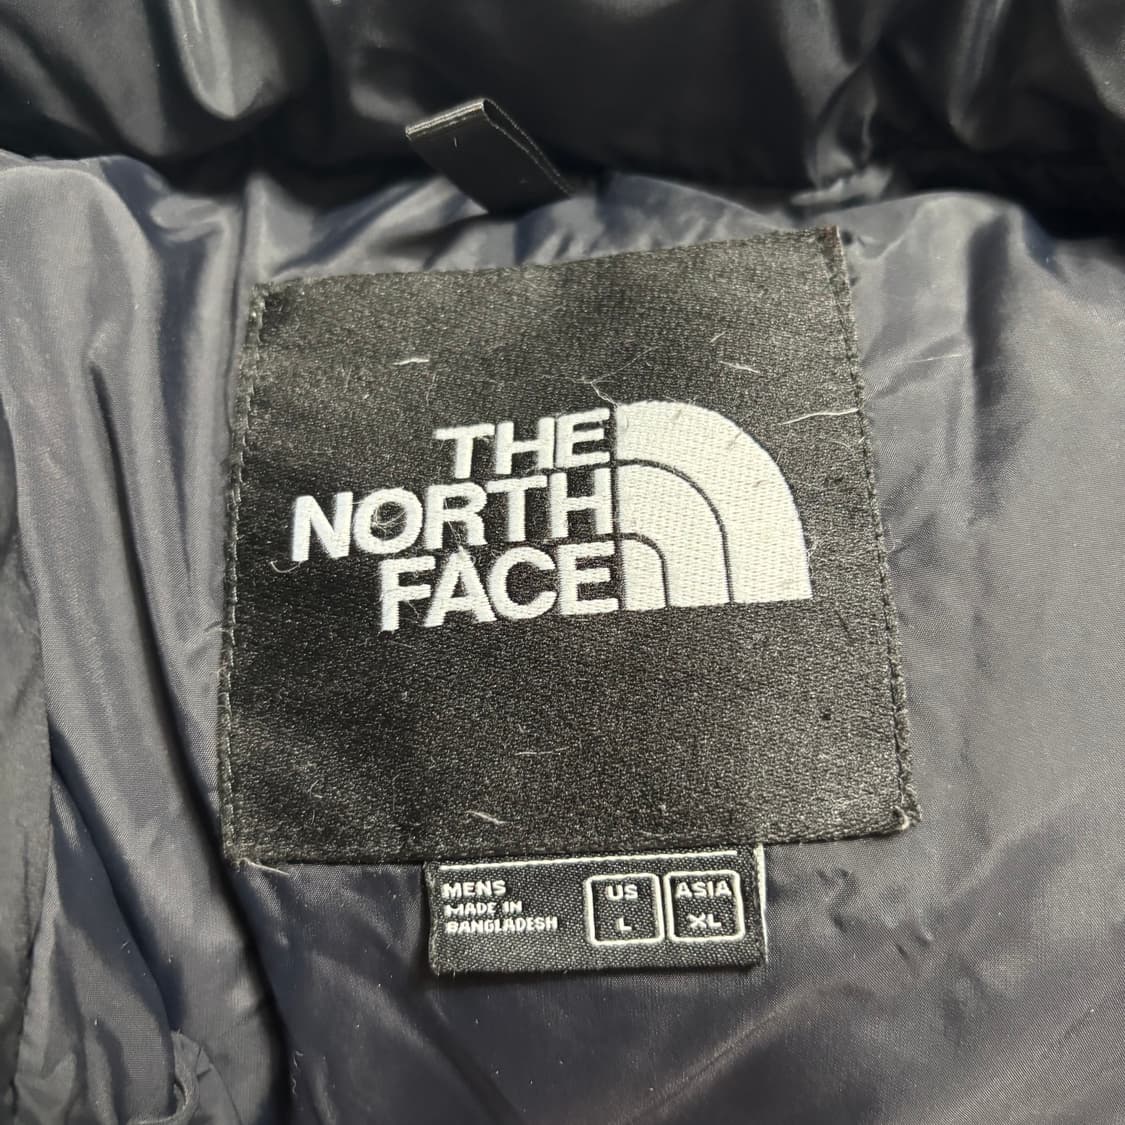 THE
NORTH
FACE
MENS
MADE IN
BANGLADESH
US
L
ASIA
XL